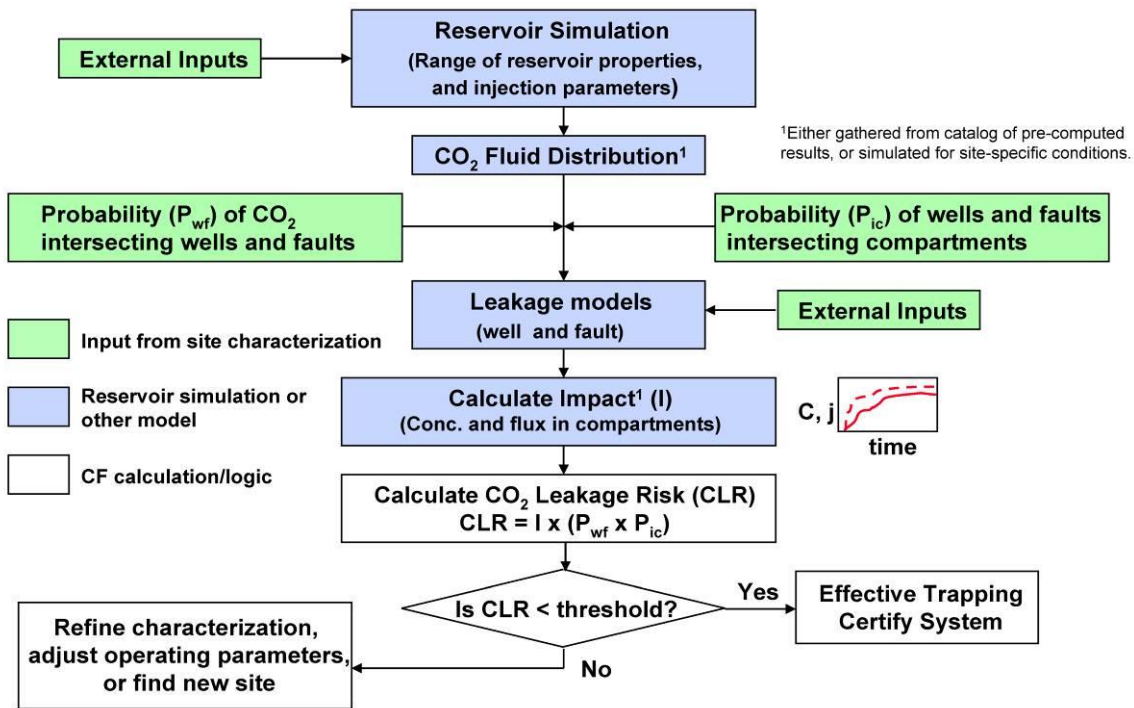 Reservoir Simulation
(Range of reservoir properties,
and injection parameters)
External Inputs
CO₂ Fluid Distribution¹
¹Either gathered from catalog of pre-computed
results, or simulated for site-specific conditions.
Probability (Pwf) of CO₂
intersecting wells and faults
Probability (Pic) of wells and faults
intersecting compartments
Leakage models
(well and fault)
External Inputs
Input from site characterization
Reservoir simulation or
other model
CF calculation/logic
Calculate Impact¹ (I)
(Conc. and flux in compartments)
C, j
time
Calculate CO₂ Leakage Risk (CLR)
CLR = I x (Pwf x Pic)
Is CLR < threshold?
Yes
Effective Trapping
Certify System
No
Refine characterization,
adjust operating parameters,
or find new site